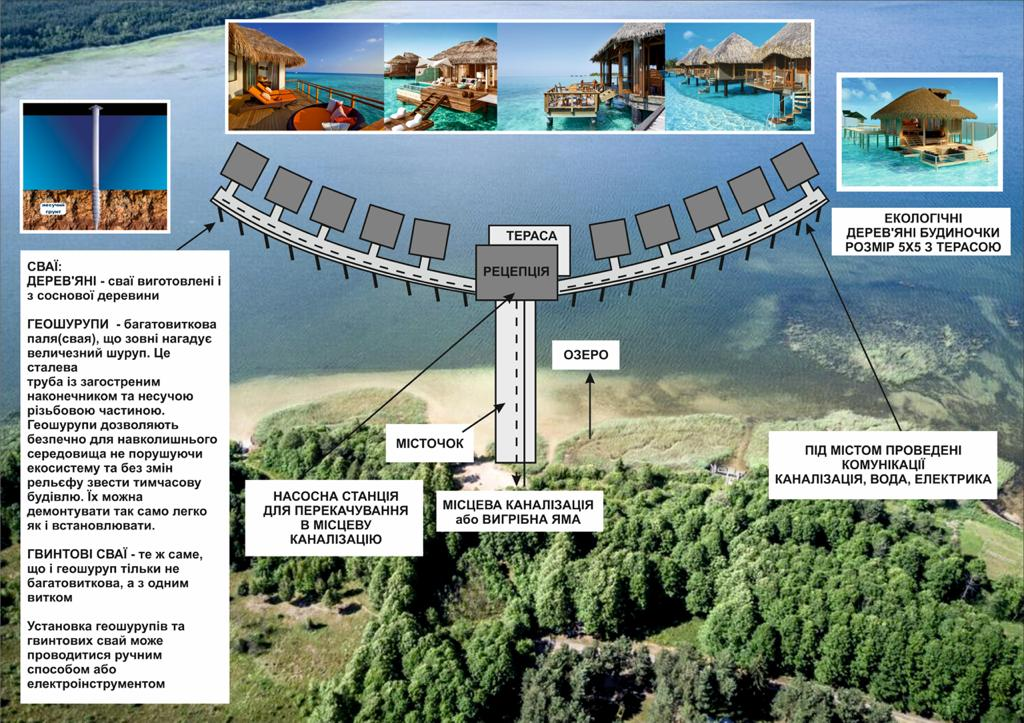 несучий
грунт
ЕКОЛОГІЧНІ
ДЕРЕВ'ЯНІ БУДИНОЧКИ
РОЗМІР 5Х5 З ТЕРАСОЮ
ТЕРАСА
РЕЦЕПЦІЯ
СВАЇ:
ДЕРЕВ'ЯНІ - сваї виготовлені і
з соснової деревини
ГЕОШУРУПИ - багатовиткова
паля(свая), що зовні нагадує
величезний шуруп. Це
сталева
труба із загостреним
наконечником та несучою
різьбовою частиною.
Геошурупи дозволяють
безпечно для навколишнього
середовища не порушуючи
екосистему та без змін
рельєфу звести тимчасову
будівлю. Їх можна
демонтувати так само легко
як і встановлювати.
ГВИНТОВІ СВАЇ - те ж саме,
що і геошуруп тільки не
багатовиткова, а з одним
витком
Установка геошурупів та
гвинтових свай може
проводитися ручним
способом або
електроінструментом
ОЗЕРО
МІСТОЧОК
НАСОСНА СТАНЦІЯ
ДЛЯ ПЕРЕКАЧУВАННЯ
В МІСЦЕВУ
КАНАЛІЗАЦІЮ
МІСЦЕВА КАНАЛІЗАЦІЯ
або ВИГРІБНА ЯМА
ПІД МІСТОМ ПРОВЕДЕНІ
КОМУНІКАЦІЇ
КАНАЛІЗАЦІЯ, ВОДА, ЕЛЕКТРИКА